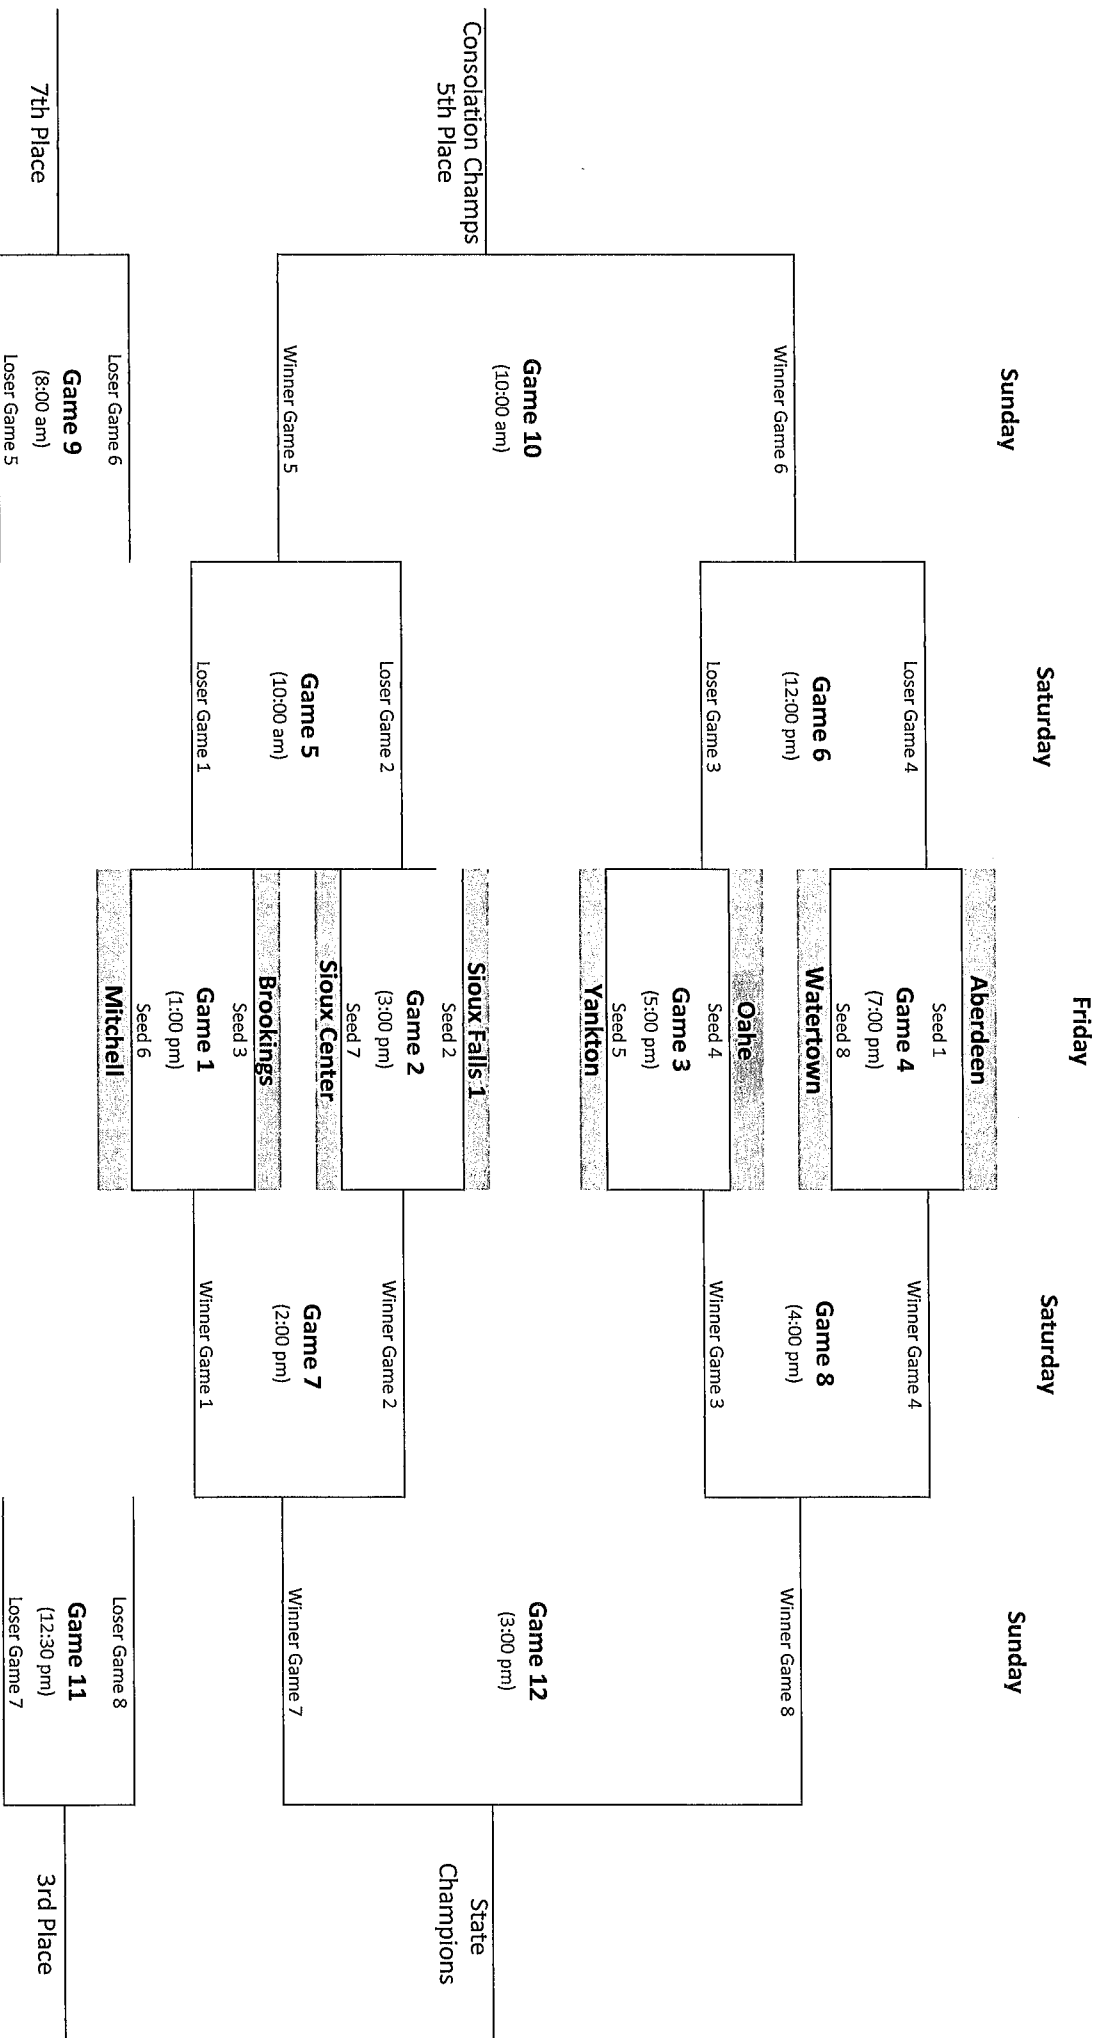 Sunday
Saturday
Friday
Saturday
Sunday
Aberdeen
Seed 1
Game 4
(7:00 pm)
Seed 8
Watertown
Oahe
Seed 4
Game 3
(5:00 pm)
Seed 5
Yankton
Sioux Falls 1
Seed 2
Game 2
(3:00 pm)
Seed 7
Sioux Center
Brookings
Seed 3
Game 1
(1:00 pm)
Seed 6
Mitchell
Loser Game 4
Game 6
(12:00 pm)
Loser Game 3
Loser Game 2
Game 5
(10:00 am)
Loser Game 1
Winner Game 6
Game 10
(10:00 am)
Winner Game 5
Consolation Champs
5th Place
Loser Game 6
Game 9
(8:00 am)
Loser Game 5
7th Place
Winner Game 4
Game 8
(4:00 pm)
Winner Game 3
Winner Game 2
Game 7
(2:00 pm)
Winner Game 1
Winner Game 8
Game 12
(3:00 pm)
Winner Game 7
State
Champions
Loser Game 8
Game 11
(12:30 pm)
Loser Game 7
3rd Place